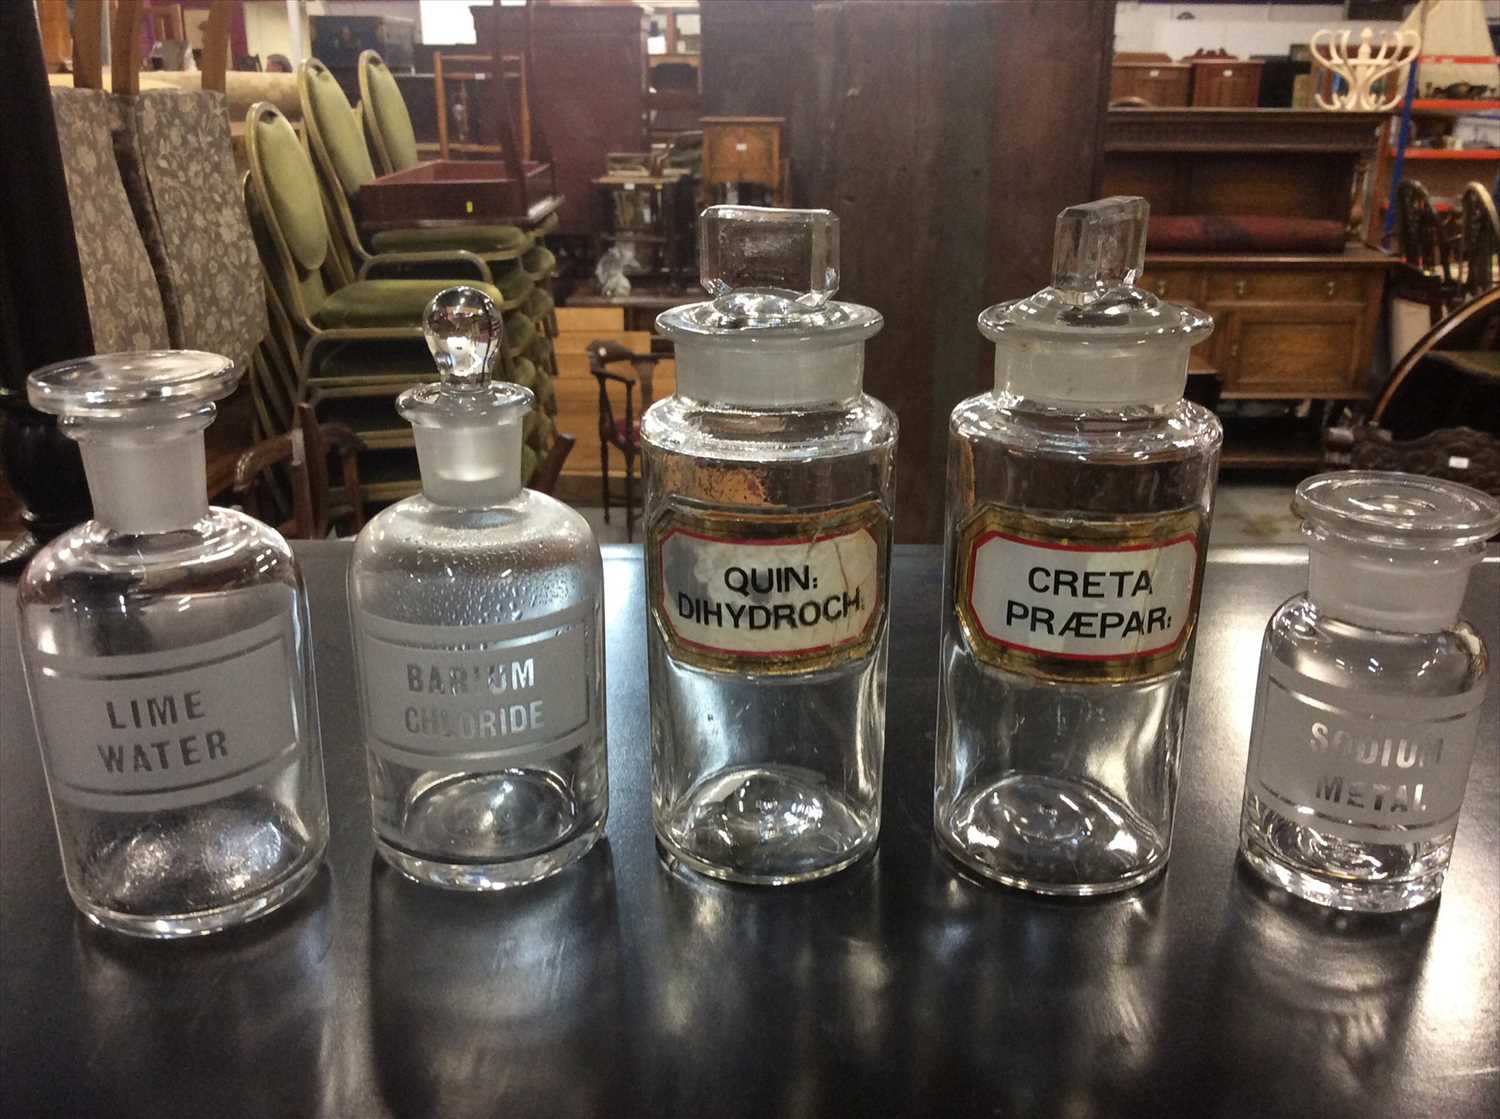 LIME
WATER
BARIUM
CHLORIDE
QUIN:
DIHYDROCH.
CRETA
PRÆPAR:
SODIUM
METAL